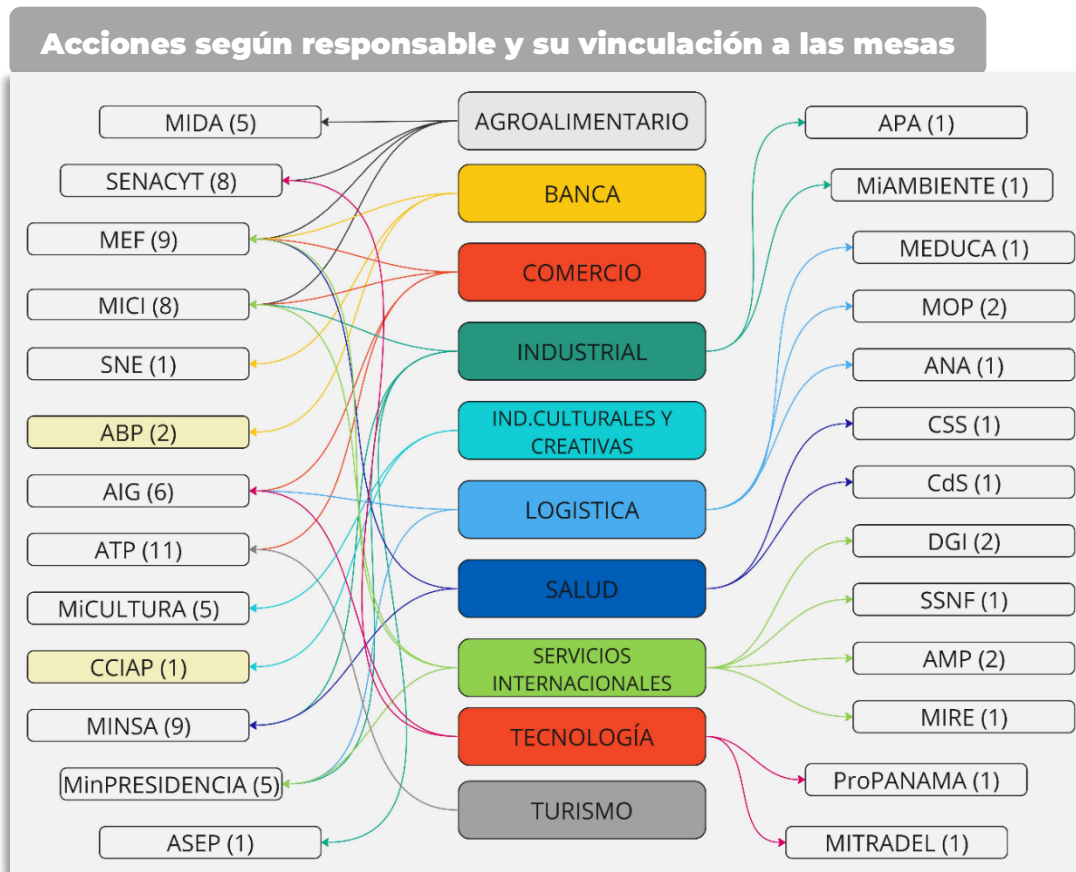 Acciones según responsable y su vinculación a las mesas
MIDA (5)
SENACYT (8)
MEF (9)
MICI (8)
SNE (1)
ABP (2)
AIG (6)
ATP (11)
MiCULTURA (5)
CCIAP (1)
MINSA (9)
MinPRESIDENCIA (5)
ASEP (1)
AGROALIMENTARIO
BANCA
COMERCIO
INDUSTRIAL
IND.CULTURALES Y
CREATIVAS
LOGISTICA
SALUD
SERVICIOS
INTERNACIONALES
TECNOLOGÍA
TURISMO
APA (1)
MiAMBIENTE (1)
MEDUCA (1)
MOP (2)
ANA (1)
CSS (1)
CdS (1)
DGI (2)
SSNF (1)
AMP (2)
MIRE (1)
ProPANAMA (1)
MITRADEL (1)